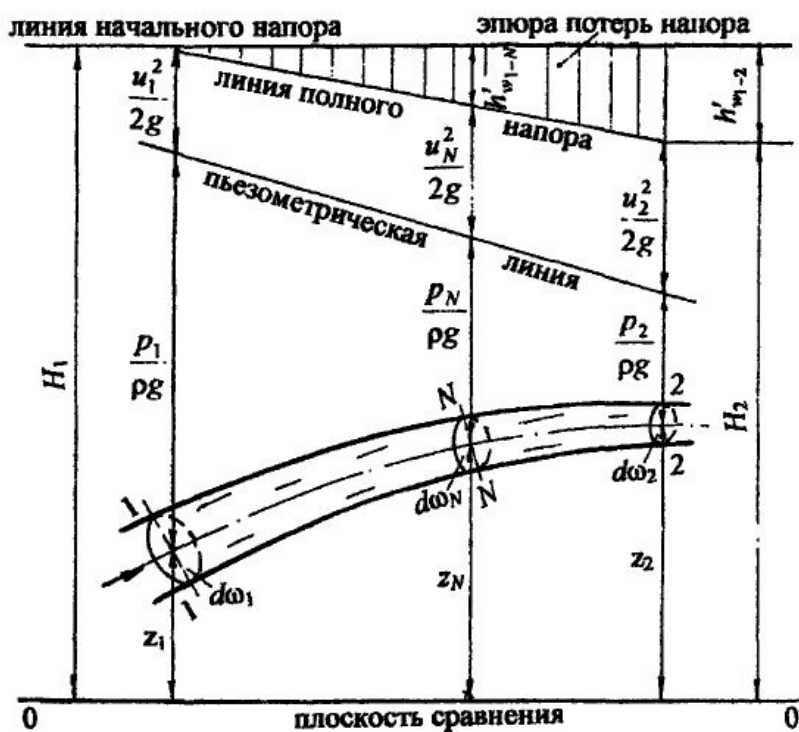 линия начального напора
эпюра потерь напора
линия полного
напора
пьезометрическая
линия
u₁²/2g
u_N²/2g
u₂²/2g
h'_{w₁₋N}
h'_{w₁₋₂}
p₁/ρg
p_N/ρg
p₂/ρg
H₁
H₂
1
1
N
N
2
2
dω₁
dω_N
dω₂
z₁
z_N
z₂
0
плоскость сравнения
0